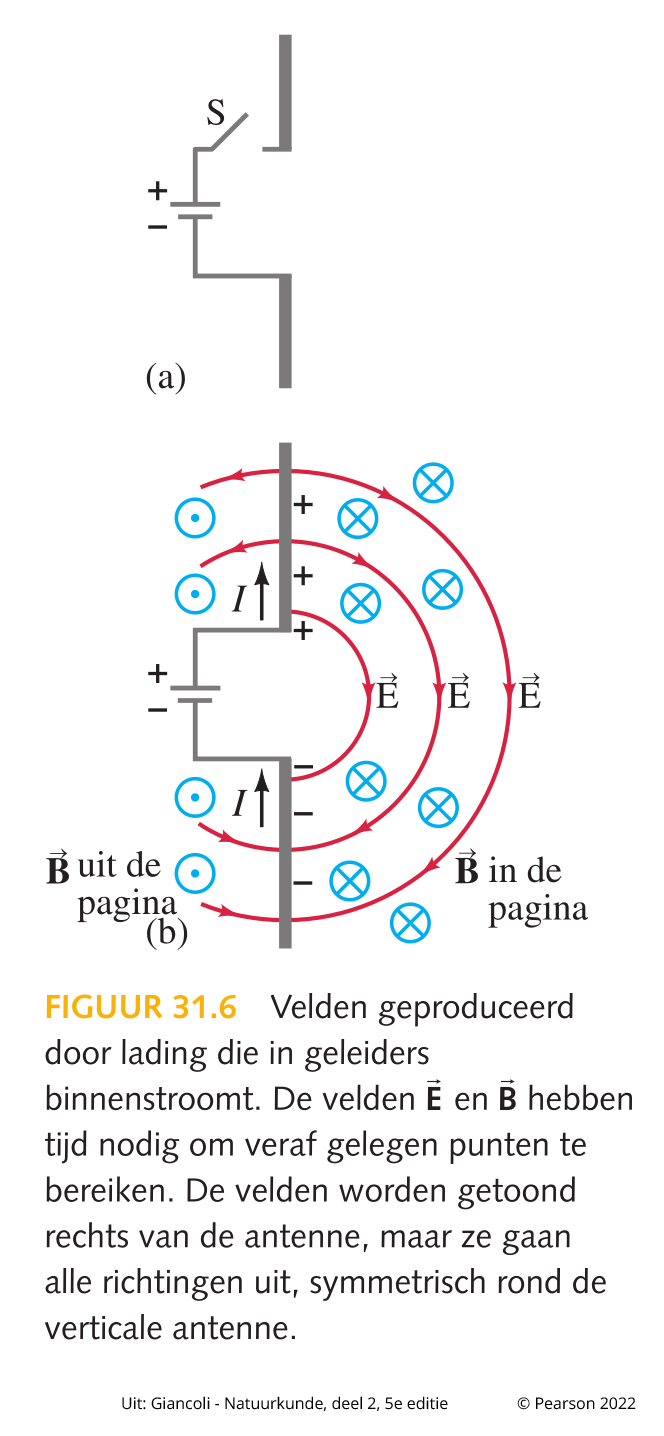 S
+
−
(a)
+
I
+
+
+
−
E⃗ E⃗ E⃗
−
I
−
B⃗ uit de
pagina
−
B⃗ in de
pagina
(b)
FIGUUR 31.6 Velden geproduceerd
door lading die in geleiders
binnenstroomt. De velden E⃗ en B⃗ hebben
tijd nodig om veraf gelegen punten te
bereiken. De velden worden getoond
rechts van de antenne, maar ze gaan
alle richtingen uit, symmetrisch rond de
verticale antenne.
Uit: Giancoli - Natuurkunde, deel 2, 5e editie © Pearson 2022